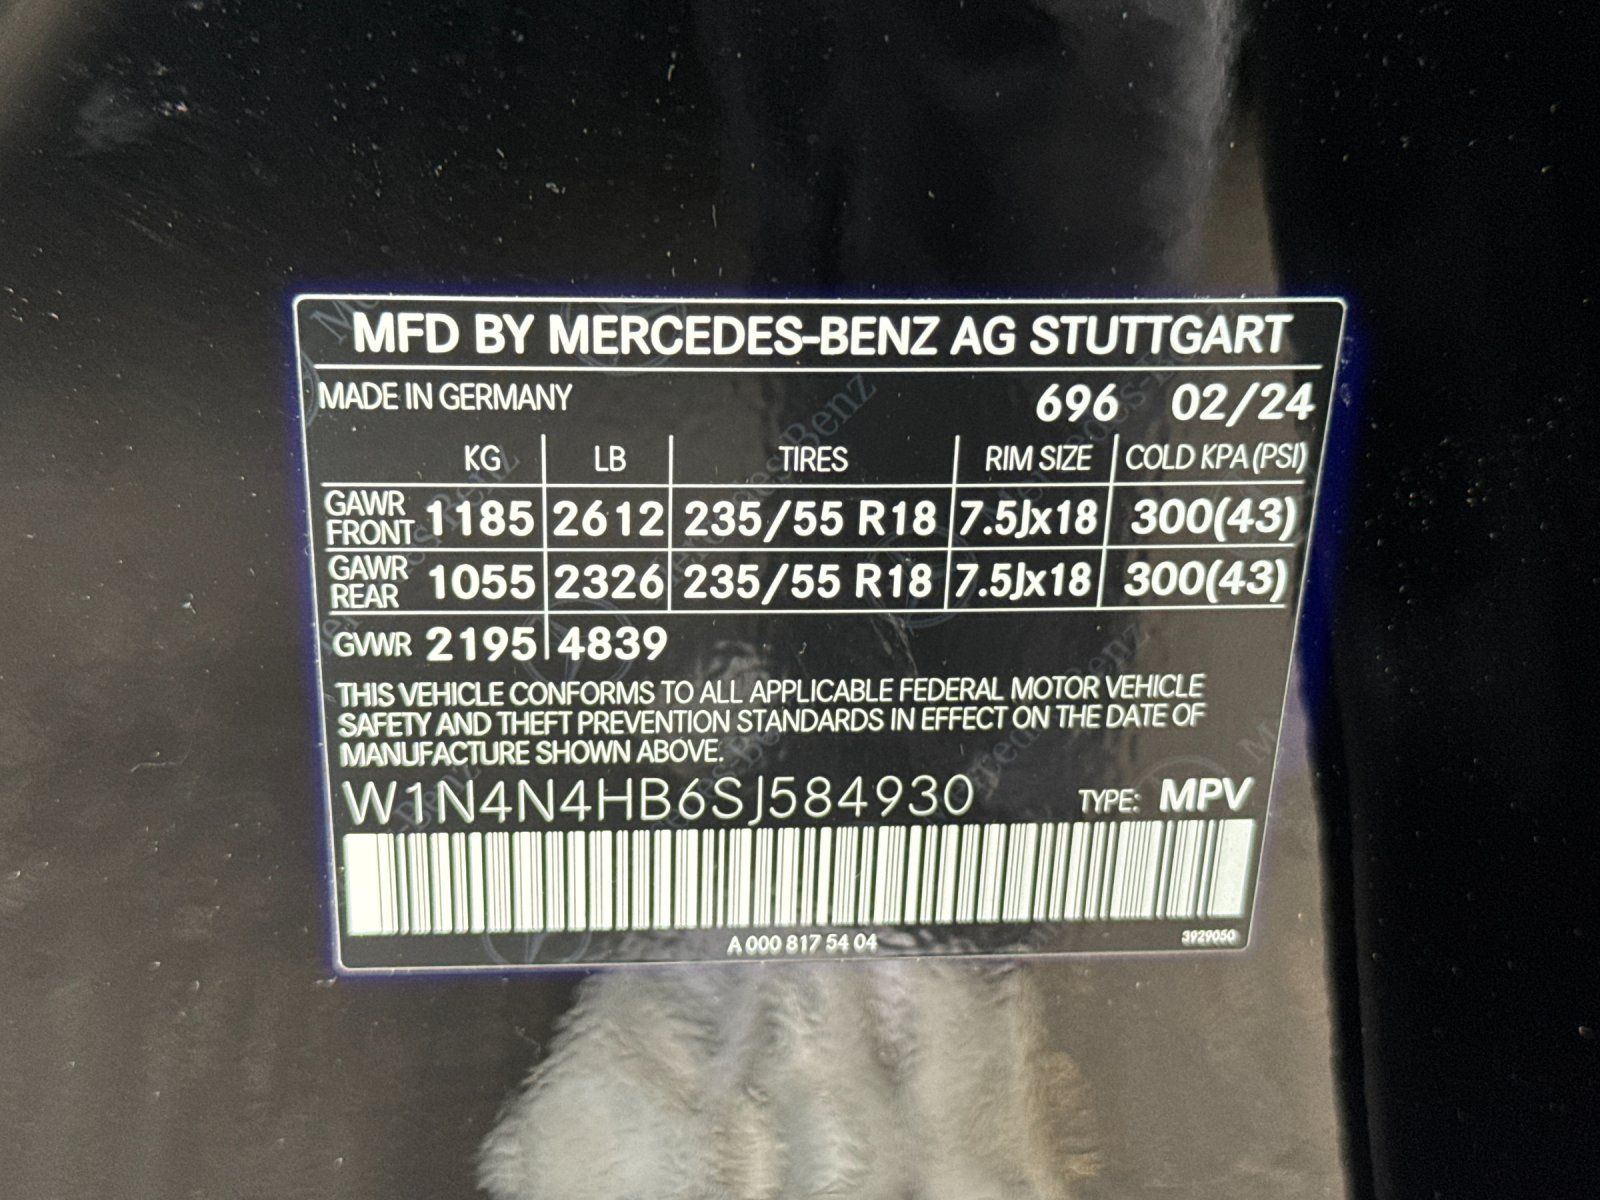 MFD BY MERCEDES-BENZ AG STUTTGART
MADE IN GERMANY 696 02/24
KG LB TIRES RIM SIZE COLD KPA (PSI)
GAWR FRONT 1185 2612 235/55 R18 7.5Jx18 300(43)
GAWR REAR 1055 2326 235/55 R18 7.5Jx18 300(43)
GVWR 2195 4839
THIS VEHICLE CONFORMS TO ALL APPLICABLE FEDERAL MOTOR VEHICLE
SAFETY AND THEFT PREVENTION STANDARDS IN EFFECT ON THE DATE OF
MANUFACTURE SHOWN ABOVE.
W1N4N4HB6SJ584930 TYPE: MPV
A 000 817 54 04 3929050